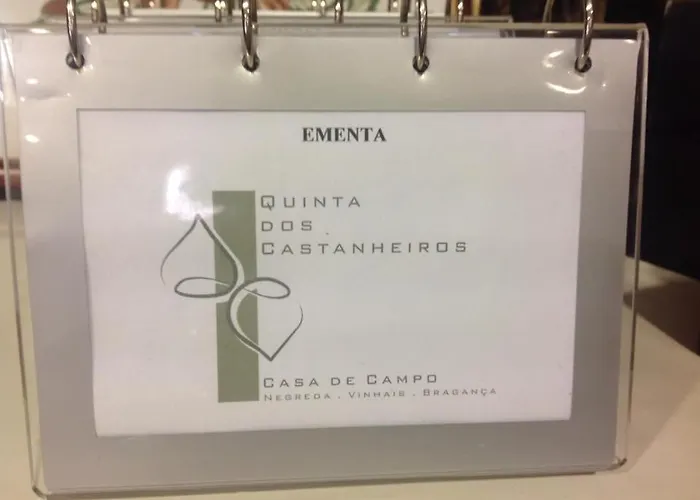 EMENTA
QUINTA
DOS
CASTANHEIROS
CASA DE CAMPO
NEGREDA . VINHAIS . BRAGANÇA